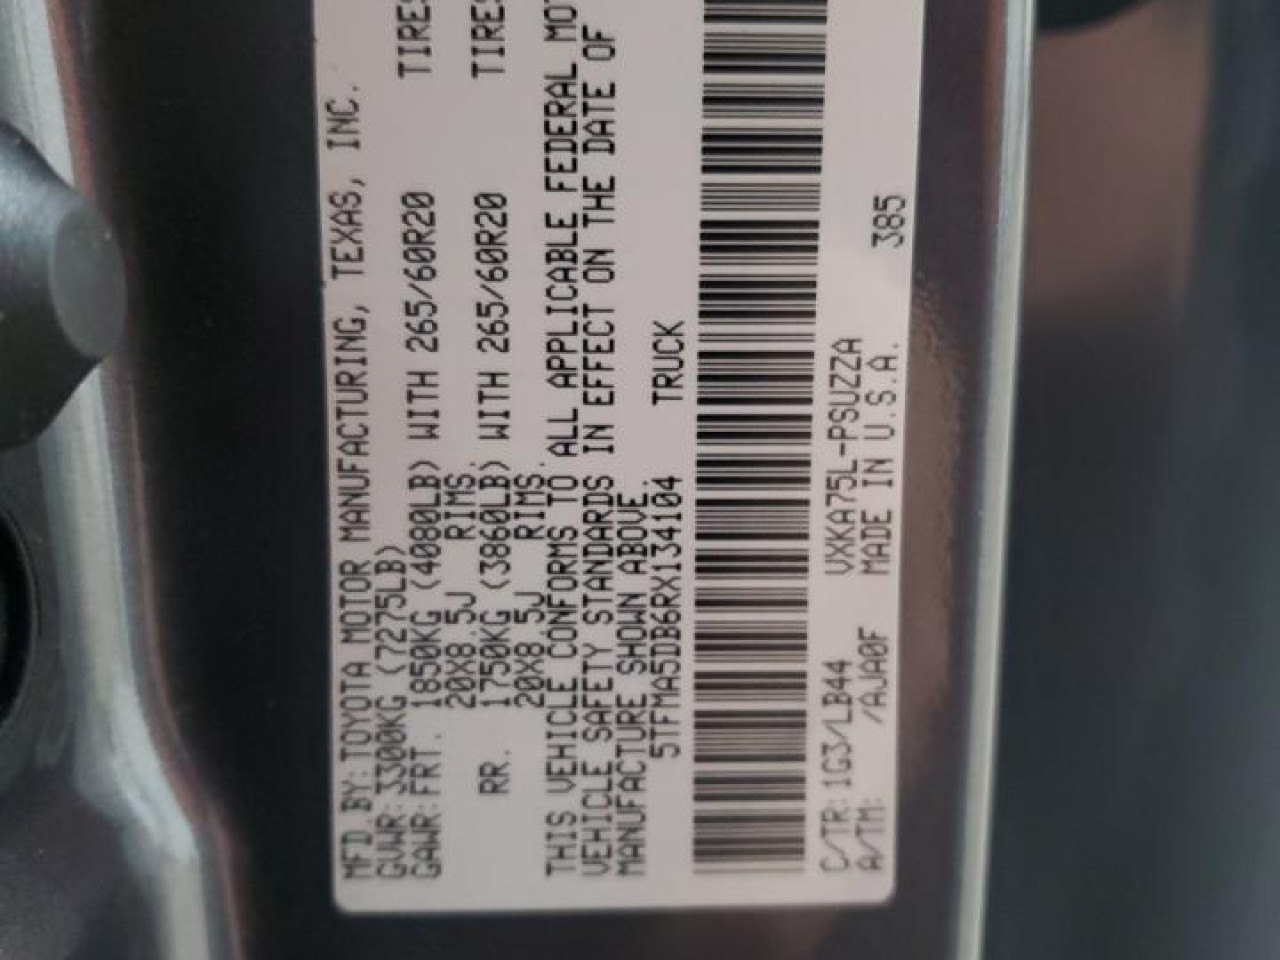 MFD.BY:TOYOTA MOTOR MANUFACTURING, TEXAS, INC.
GVWR:3300KG (7275LB)
GAWR:FRT. 1850KG (4080LB) WITH 265/60R20 TIRES
20X8.5J RIMS.
RR. 1750KG (3860LB) WITH 265/60R20 TIRES
20X8.5J RIMS.
THIS VEHICLE CONFORMS TO ALL APPLICABLE FEDERAL MOT
VEHICLE SAFETY STANDARDS IN EFFECT ON THE DATE OF
MANUFACTURE SHOWN ABOVE.
5TFMA5DB6RX134104 TRUCK
C/TR:1G3/LB44 VXKA75L-PSUZZA
A/TM: /AJA0F MADE IN U.S.A. 385